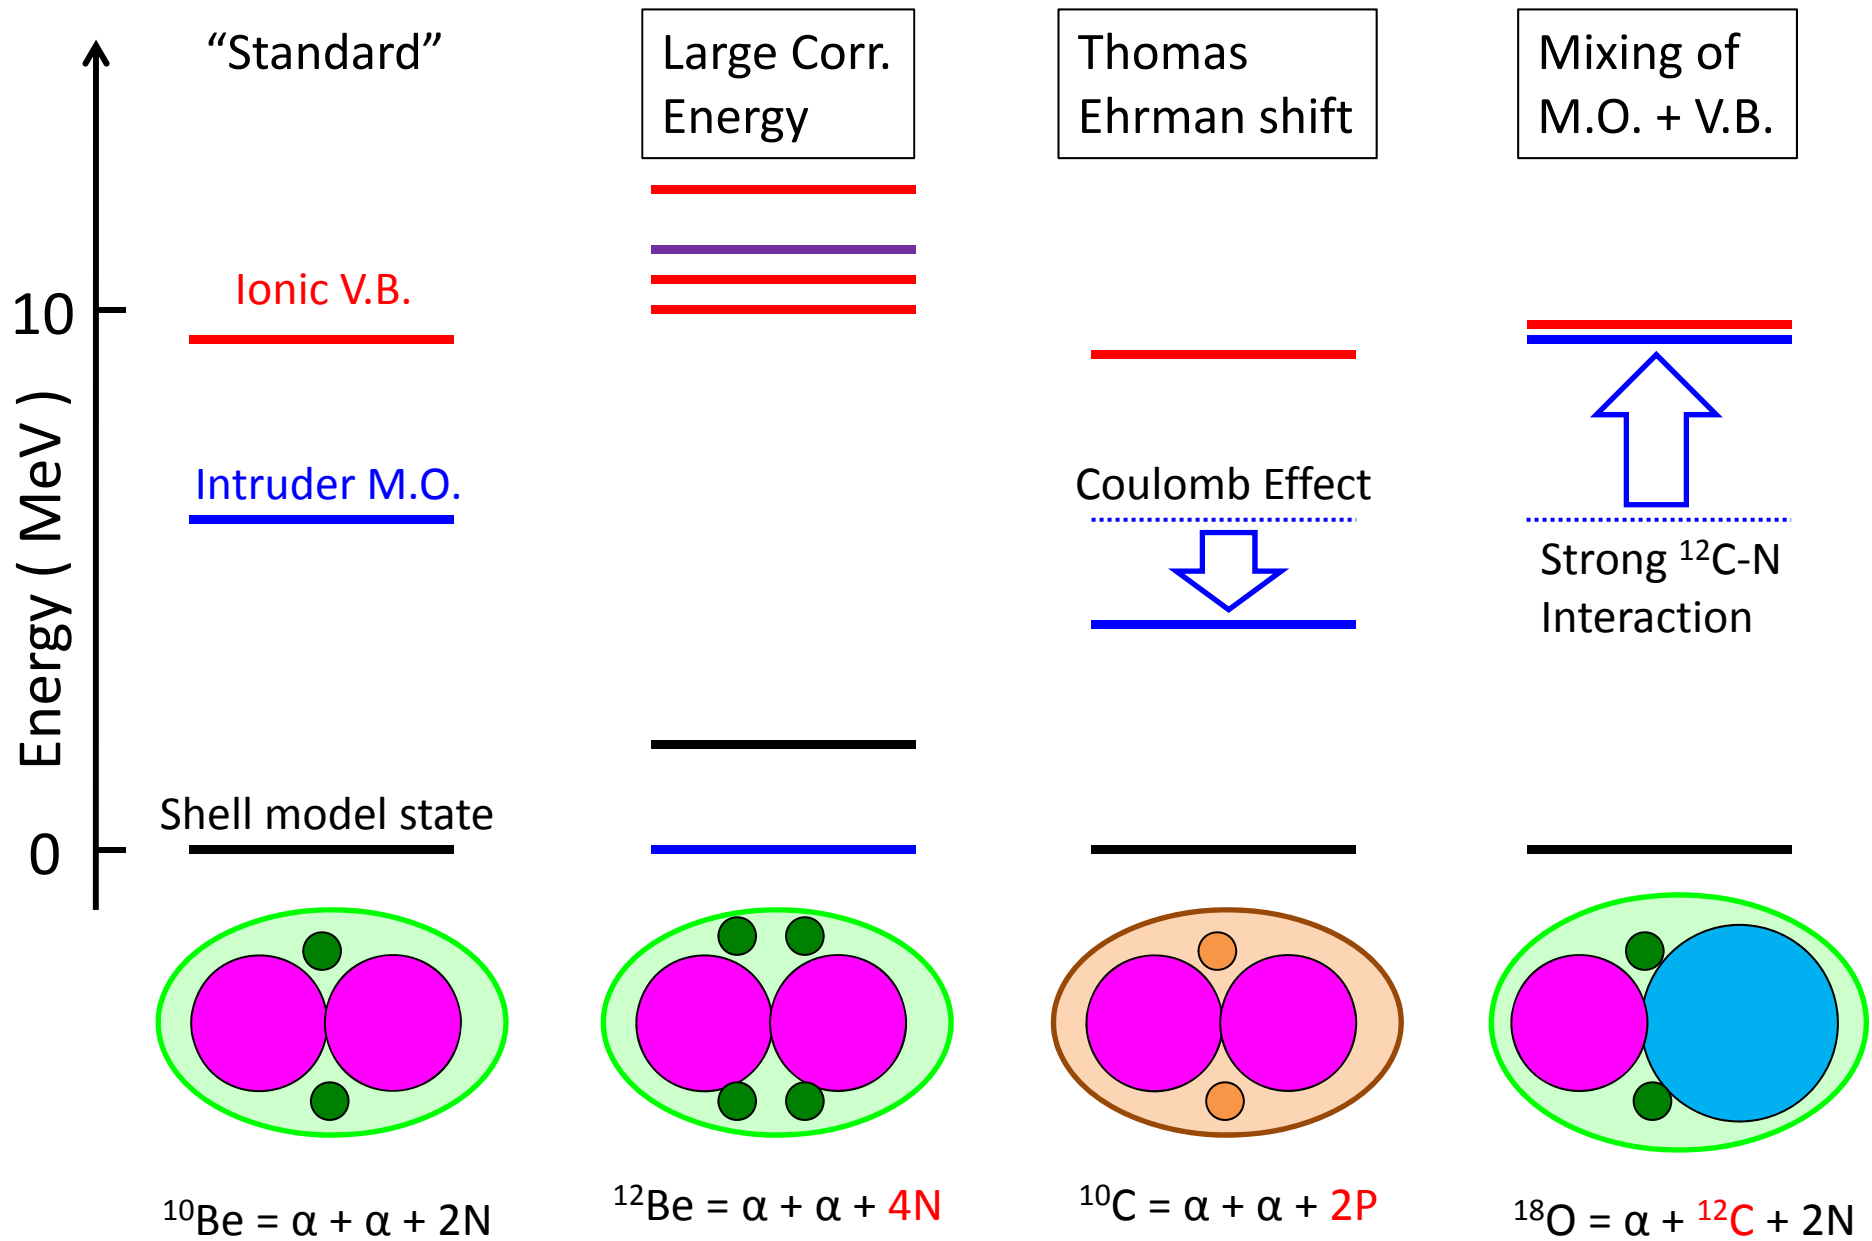 “Standard”
Large Corr.
Energy
Thomas
Ehrman shift
Mixing of
M.O. + V.B.
Energy ( MeV )
10
0
Ionic V.B.
Intruder M.O.
Shell model state
Coulomb Effect
Strong ¹²C-N
Interaction
¹⁰Be = α + α + 2N
¹²Be = α + α + 4N
¹⁰C = α + α + 2P
¹⁸O = α + ¹²C + 2N